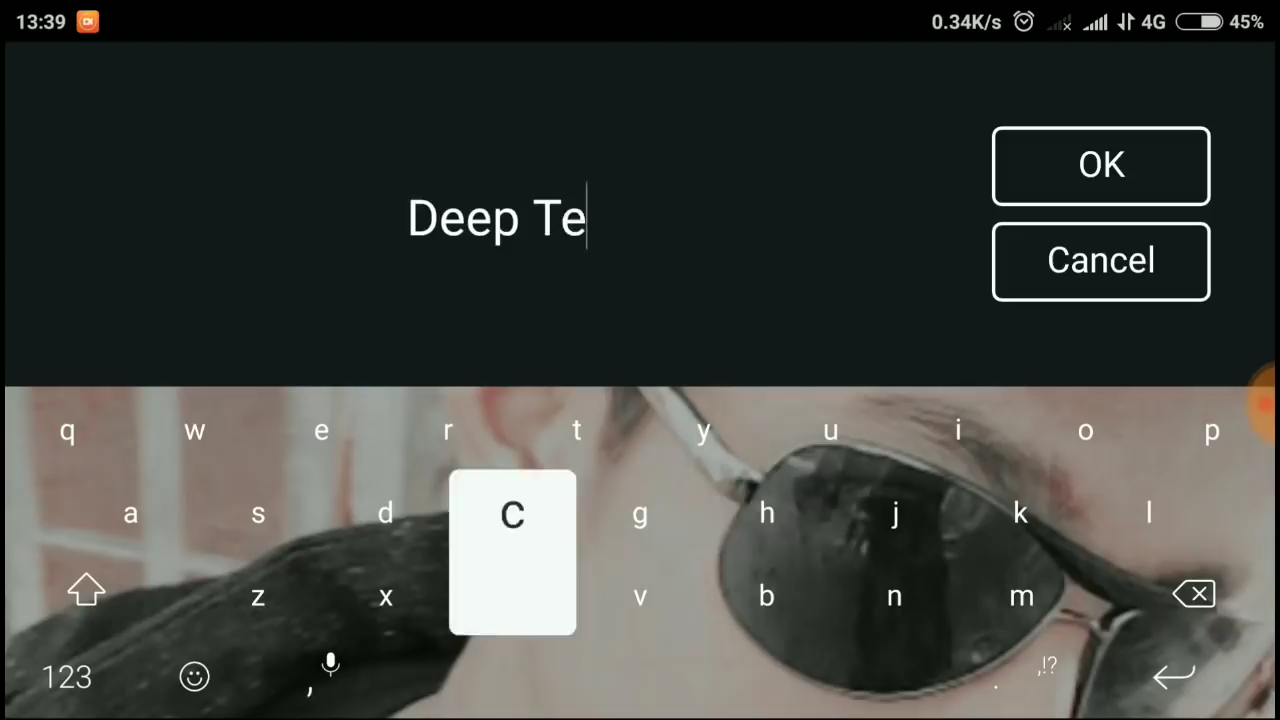 13:39 0.34K/s 4G 45%
Deep Te
OK
Cancel
q w e r t y u i o p
a s d g h j k l
z x c v b n m
123 , . ,!?